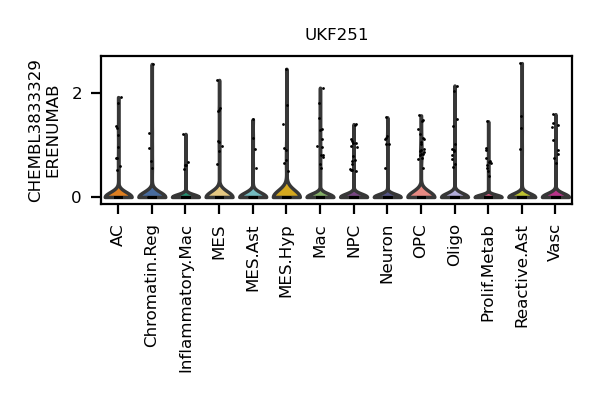 UKF251
CHEMBL3833329
ERENUMAB
2
0
AC
Chromatin.Reg
Inflammatory.Mac
MES
MES.Ast
MES.Hyp
Mac
NPC
Neuron
OPC
Oligo
Prolif.Metab
Reactive.Ast
Vasc